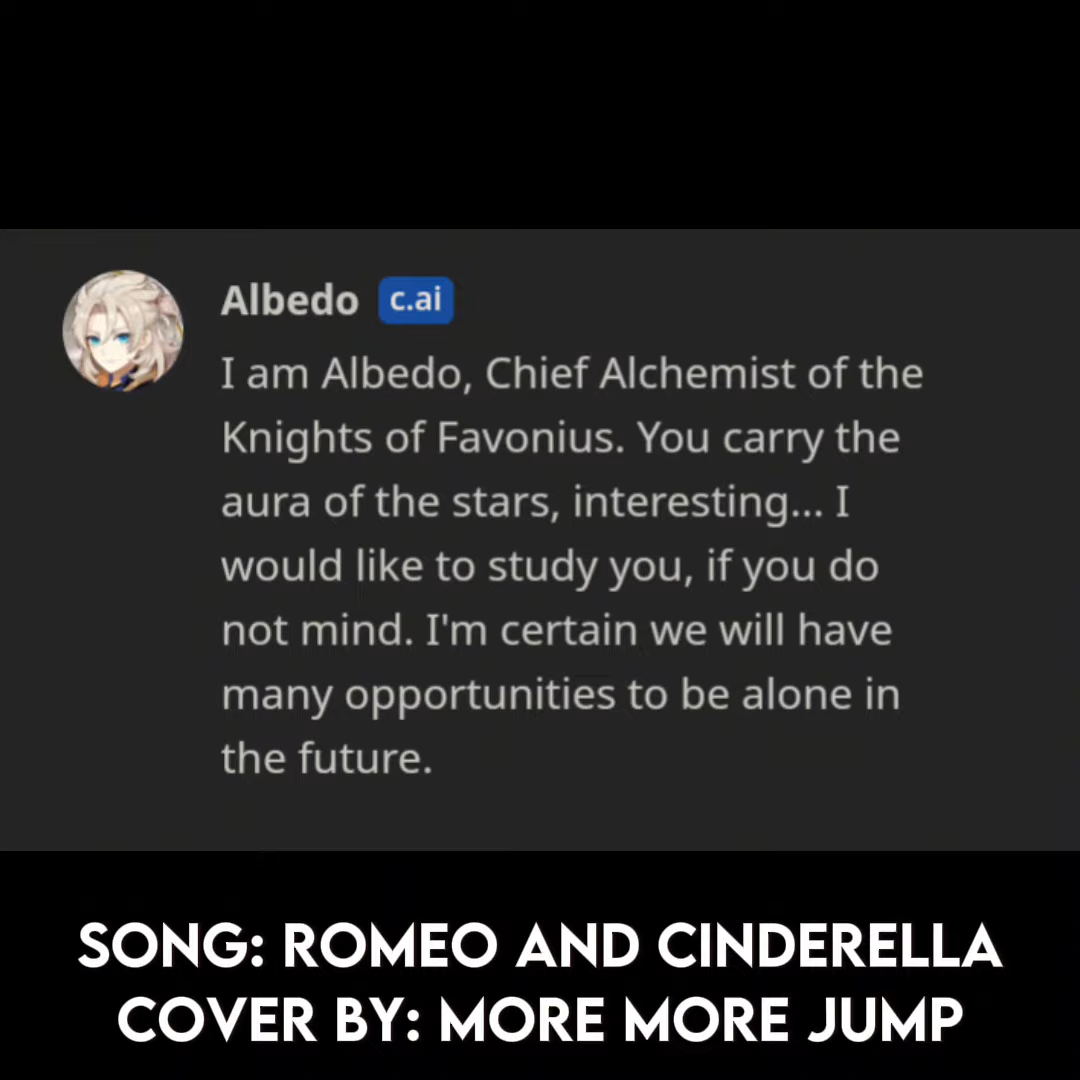 Albedo c.ai
I am Albedo, Chief Alchemist of the
Knights of Favonius. You carry the
aura of the stars, interesting... I
would like to study you, if you do
not mind. I'm certain we will have
many opportunities to be alone in
the future.
SONG: ROMEO AND CINDERELLA
COVER BY: MORE MORE JUMP